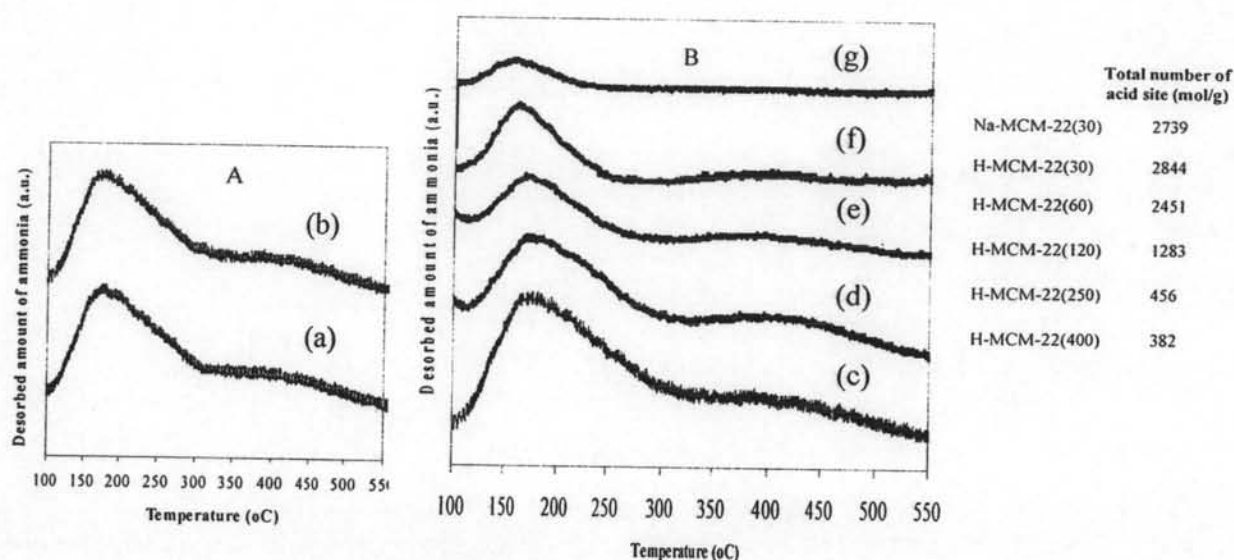 Desorbed amount of ammonia (a.u.)
A
(b)
(a)
100 150 200 250 300 350 400 450 500 55
Temperature (oC)
Desorbed amount of ammonia (a.u.)
B
(g)
(f)
(e)
(d)
(c)
100 150 200 250 300 350 400 450 500 550
Temperature (oC)
Total number of
acid site (mol/g)
Na-MCM-22(30) 2739
H-MCM-22(30) 2844
H-MCM-22(60) 2451
H-MCM-22(120) 1283
H-MCM-22(250) 456
H-MCM-22(400) 382